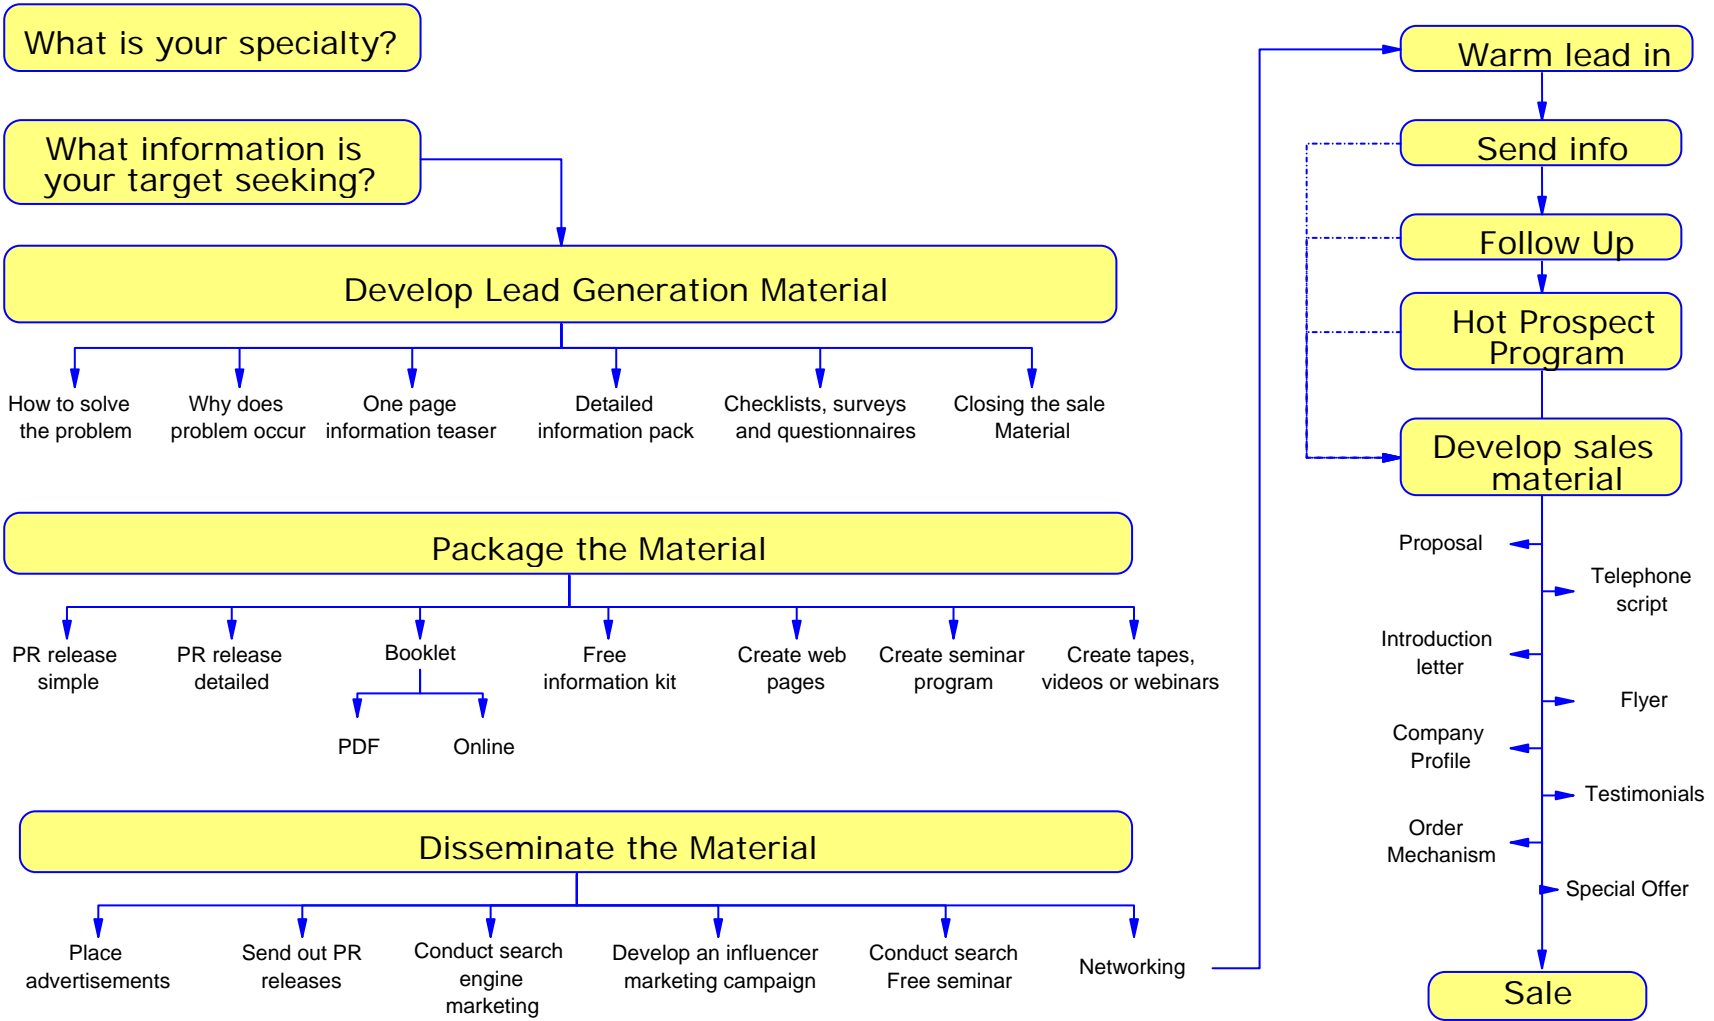 What is your specialty?
What information is
your target seeking?
Develop Lead Generation Material
How to solve
the problem
Why does
problem occur
One page
information teaser
Detailed
information pack
Checklists, surveys
and questionnaires
Closing the sale
Material
Package the Material
PR release
simple
PR release
detailed
Booklet
PDF
Online
Free
information kit
Create web
pages
Create seminar
program
Create tapes,
videos or webinars
Disseminate the Material
Place
advertisements
Send out PR
releases
Conduct search
engine
marketing
Develop an influencer
marketing campaign
Conduct search
Free seminar
Networking
Warm lead in
Send info
Follow Up
Hot Prospect
Program
Develop sales
material
Proposal
Telephone
script
Introduction
letter
Flyer
Company
Profile
Testimonials
Order
Mechanism
Special Offer
Sale